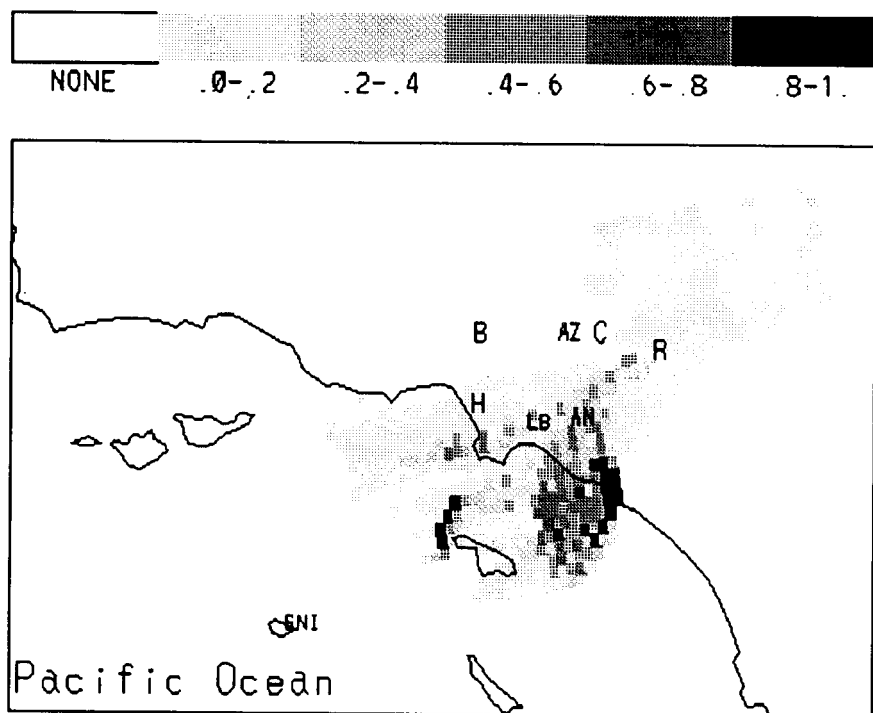 NONE .0-.2 .2-.4 .4-.6 .6-.8 .8-1.
B AZ C R
H
LB AN
SNI
Pacific Ocean